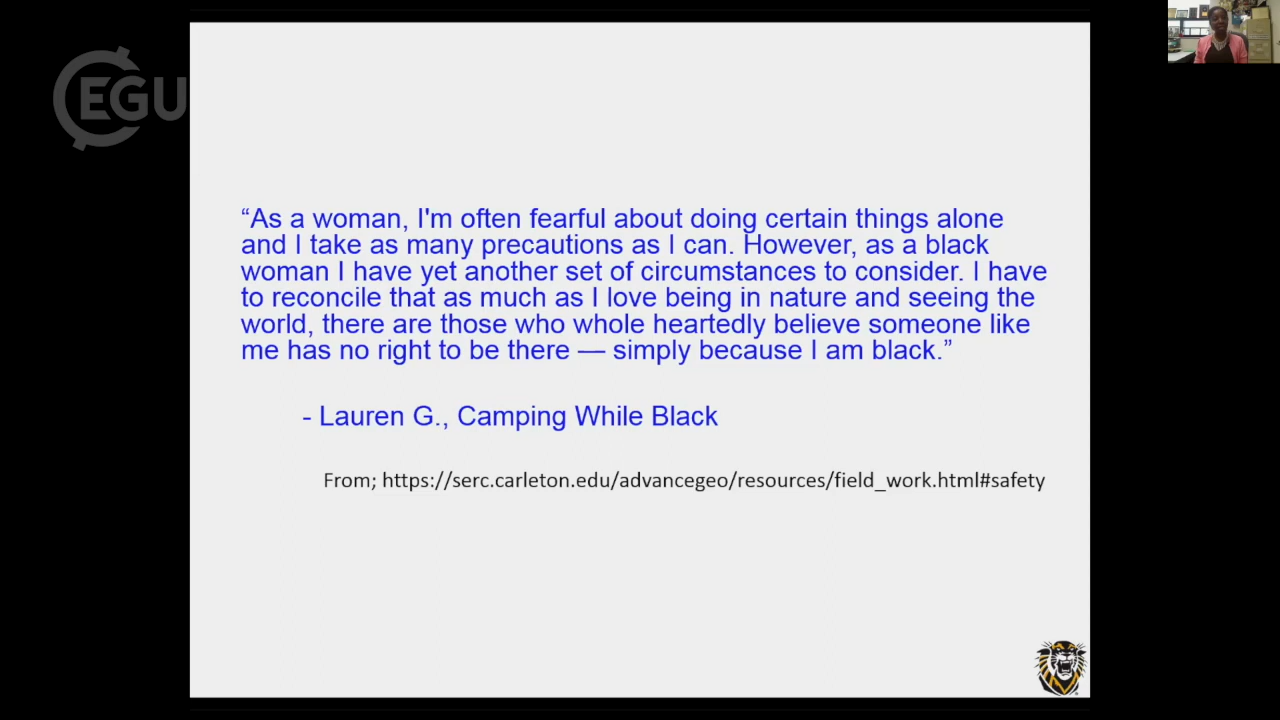 EGU
“As a woman, I'm often fearful about doing certain things alone
and I take as many precautions as I can. However, as a black
woman I have yet another set of circumstances to consider. I have
to reconcile that as much as I love being in nature and seeing the
world, there are those who whole heartedly believe someone like
me has no right to be there — simply because I am black.”
- Lauren G., Camping While Black
From; https://serc.carleton.edu/advancegeo/resources/field_work.html#safety